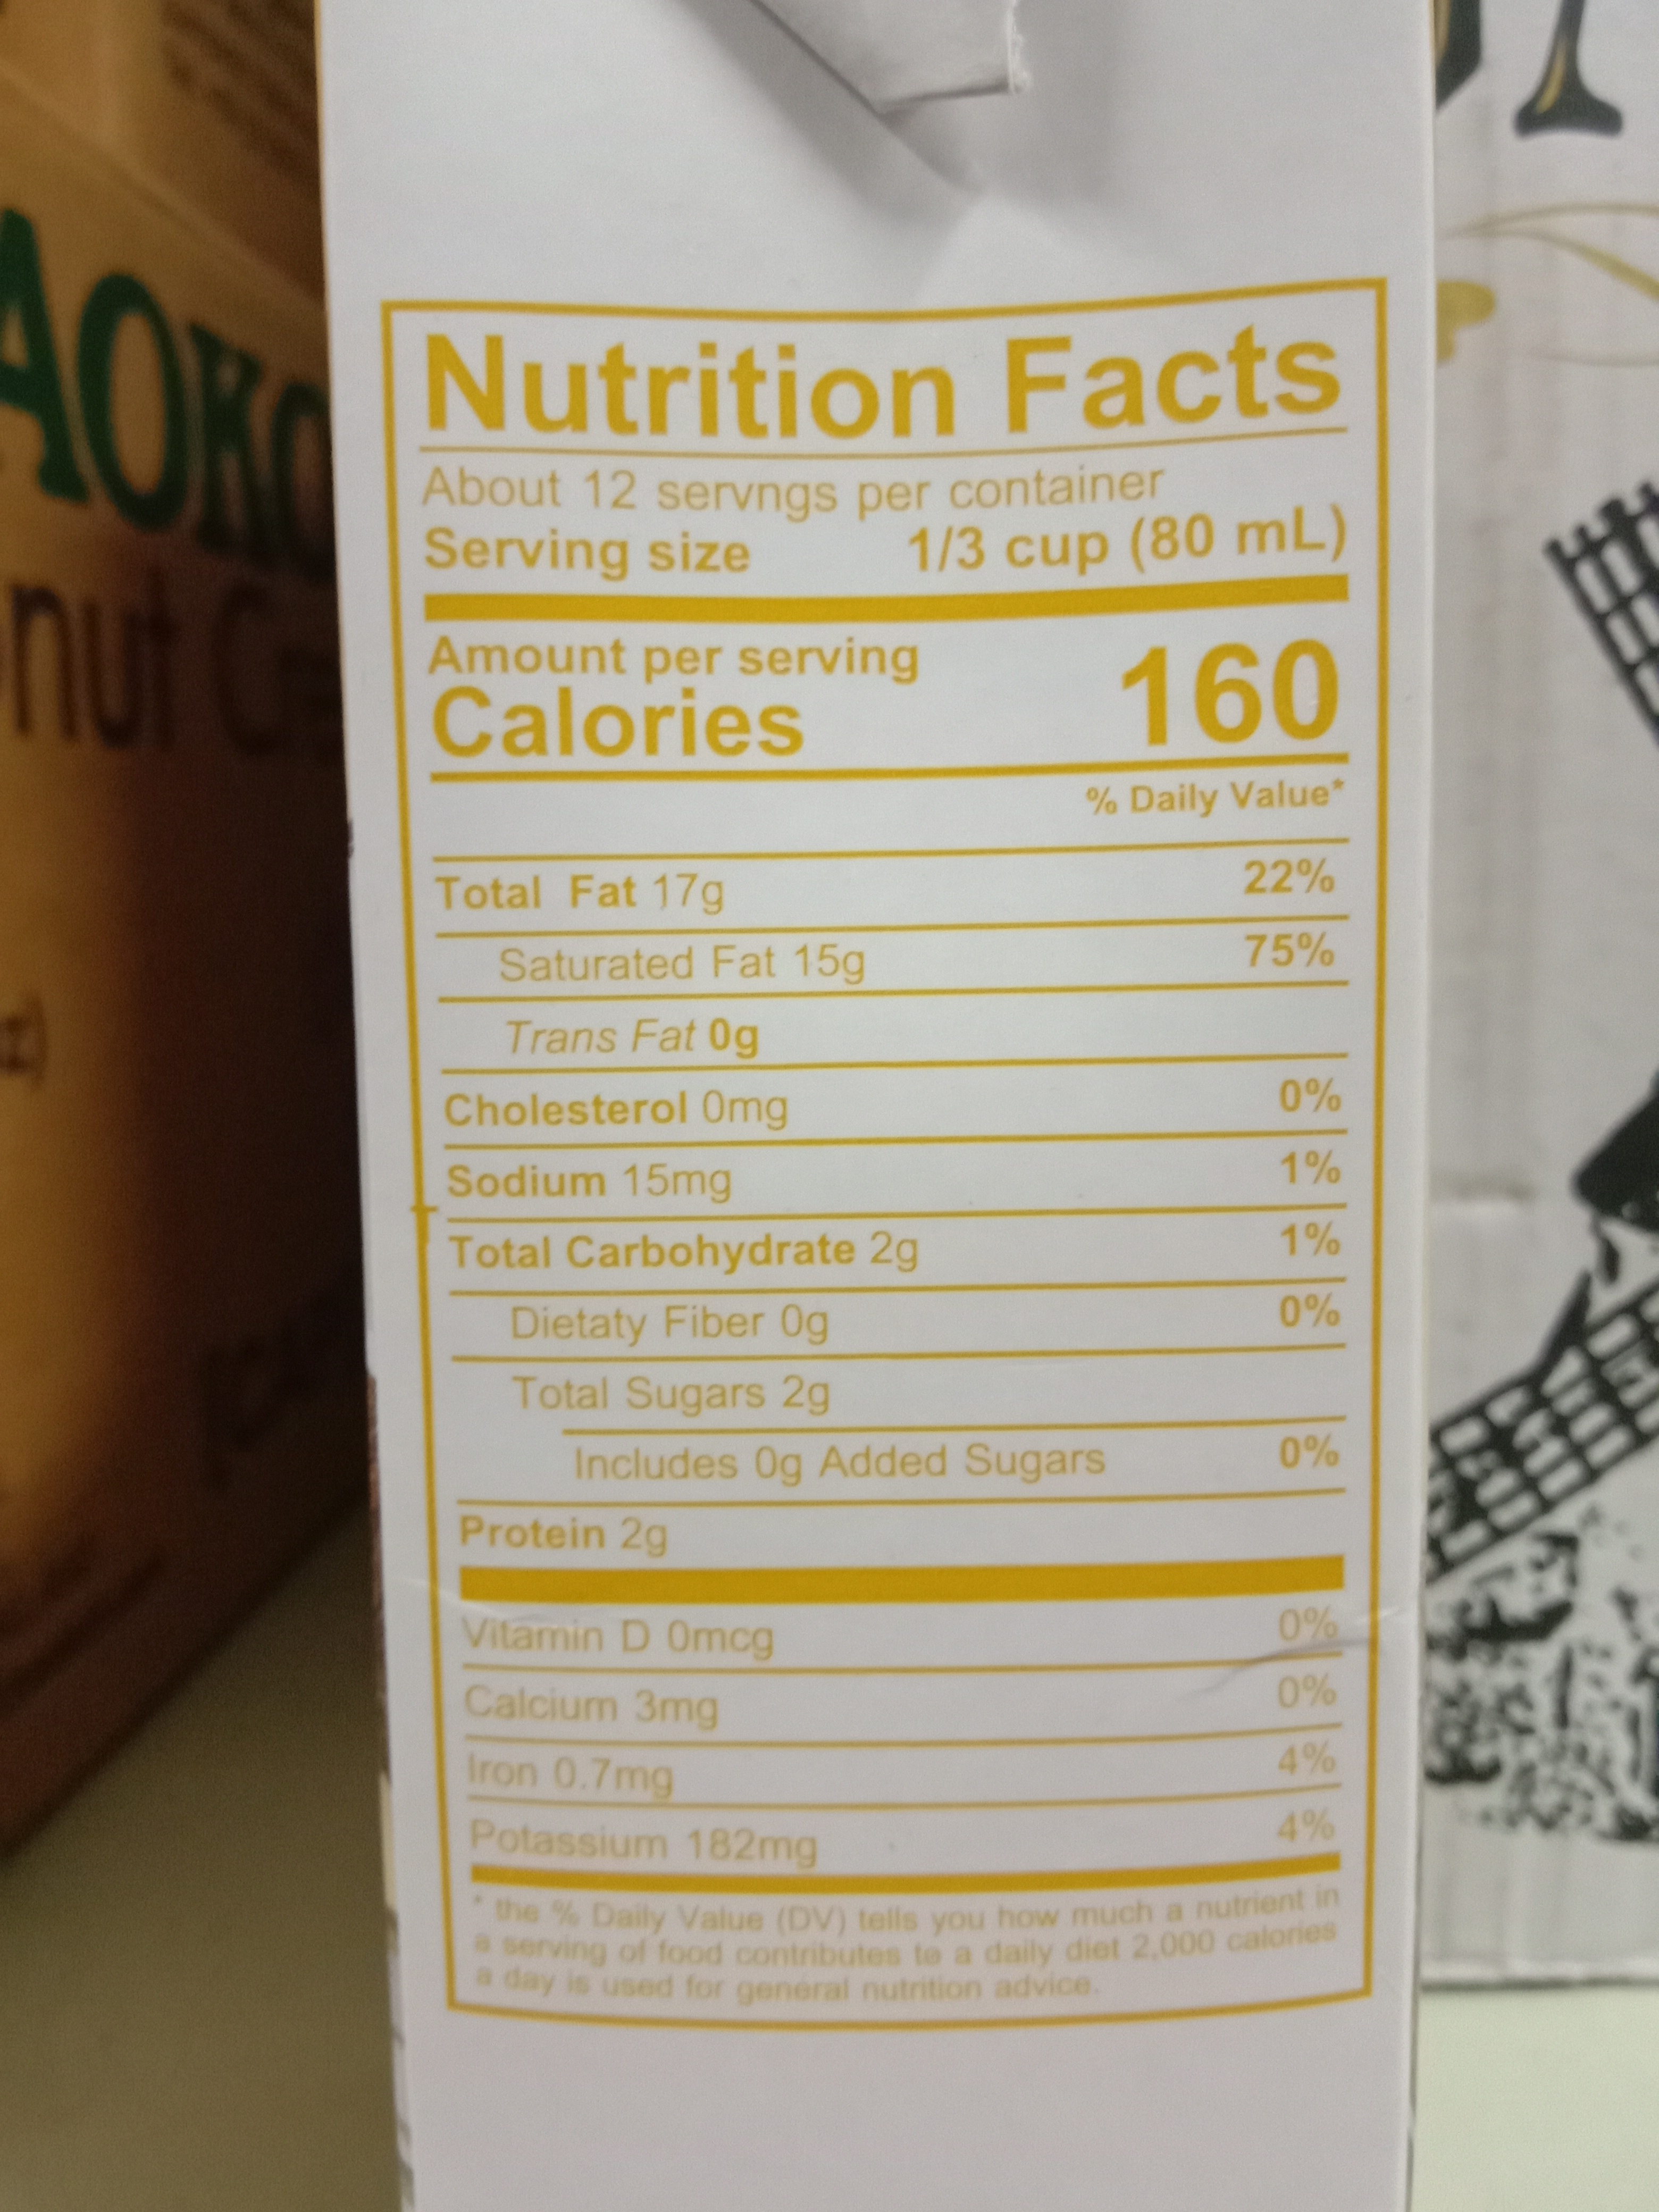 AOKO
nut C
Nutrition Facts
About 12 servngs per container
Serving size 1/3 cup (80 mL)
Amount per serving
Calories 160
% Daily Value*
Total Fat 17g 22%
Saturated Fat 15g 75%
Trans Fat 0g
Cholesterol 0mg 0%
Sodium 15mg 1%
Total Carbohydrate 2g 1%
Dietaty Fiber 0g 0%
Total Sugars 2g
Includes 0g Added Sugars 0%
Protein 2g
Vitamin D 0mcg 0%
Calcium 3mg 0%
Iron 0.7mg 4%
Potassium 182mg 4%
* the % Daily Value (DV) tells you how much a nutrient in
a serving of food contributes to a daily diet 2,000 calories
a day is used for general nutrition advice.